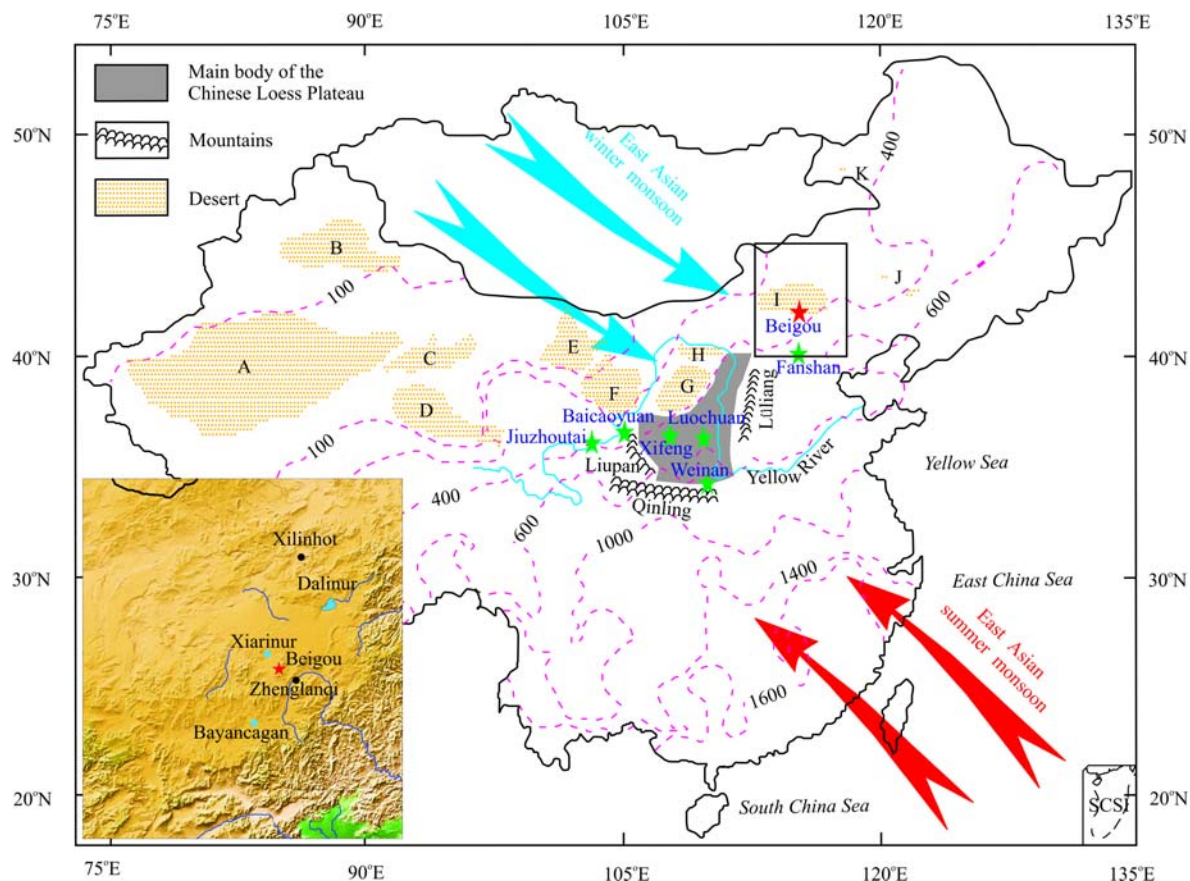 75°E 90°E 105°E 120°E 135°E
Main body of the
Chinese Loess Plateau
Mountains
Desert
50°N
50°N
East Asian
winter monsoon
400
K
B
100
J
I
600
Beigou
40°N
40°N
A
C
E
H
Fanshan
D
F
G
Lüliang
Baicaoyuan
Luochuan
Jiuzhoutai
Xifeng
100
Liupan
Weinan
Yellow River
Yellow Sea
400
Qinling
600
1000
30°N
1400
East China Sea
30°N
East Asian
summer monsoon
1600
20°N
South China Sea
SCSI
20°N
Xilinhot
Dalinur
Xiarinur
Beigou
Zhenglanqi
Bayancagan
75°E 90°E 105°E 120°E 135°E